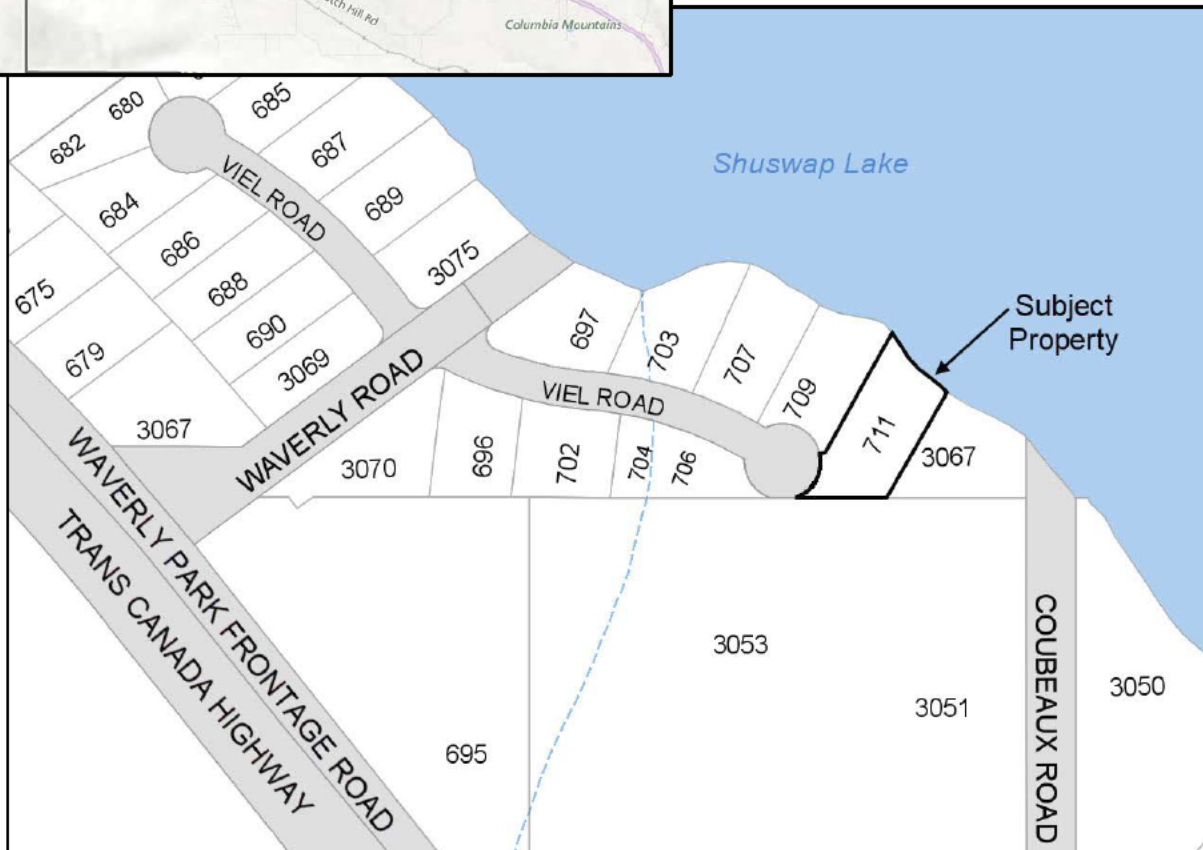 Columbia Mountains
680
685
682
687
VIEL ROAD
Shuswap Lake
684
689
686
3075
675
688
690
679
3069
697
703
707
Subject
Property
709
VIEL ROAD
711
3067
WAVERLY ROAD
3070
696
702
704
706
3067
WAVERLY PARK FRONTAGE ROAD
TRANS CANADA HIGHWAY
3053
3051
3050
695
COUBEAUX ROAD